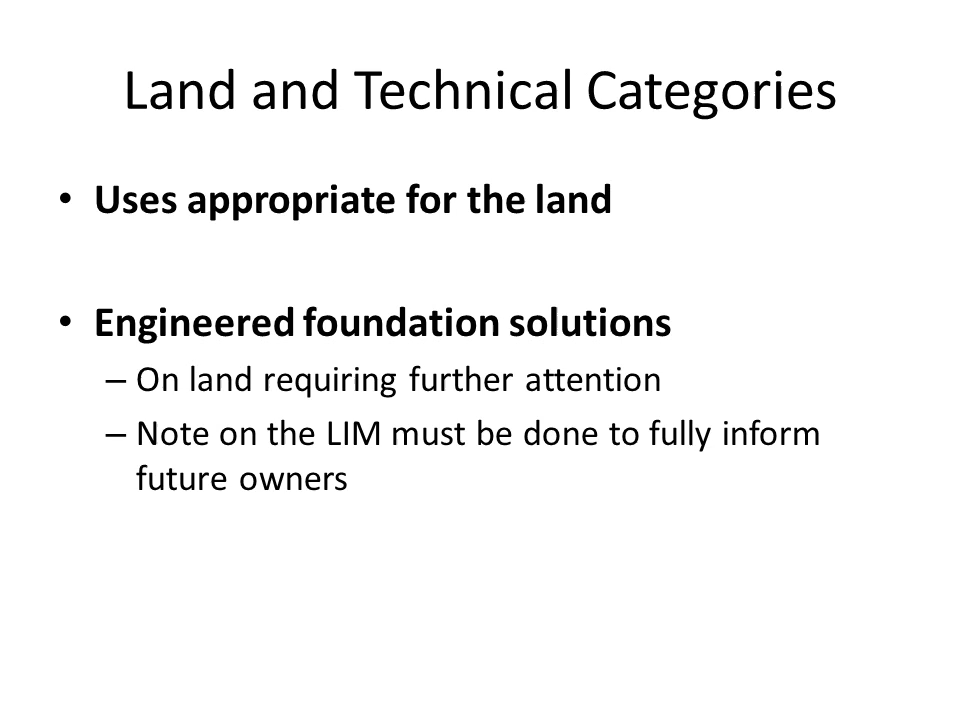 Land and Technical Categories
• Uses appropriate for the land
• Engineered foundation solutions
– On land requiring further attention
– Note on the LIM must be done to fully inform
future owners